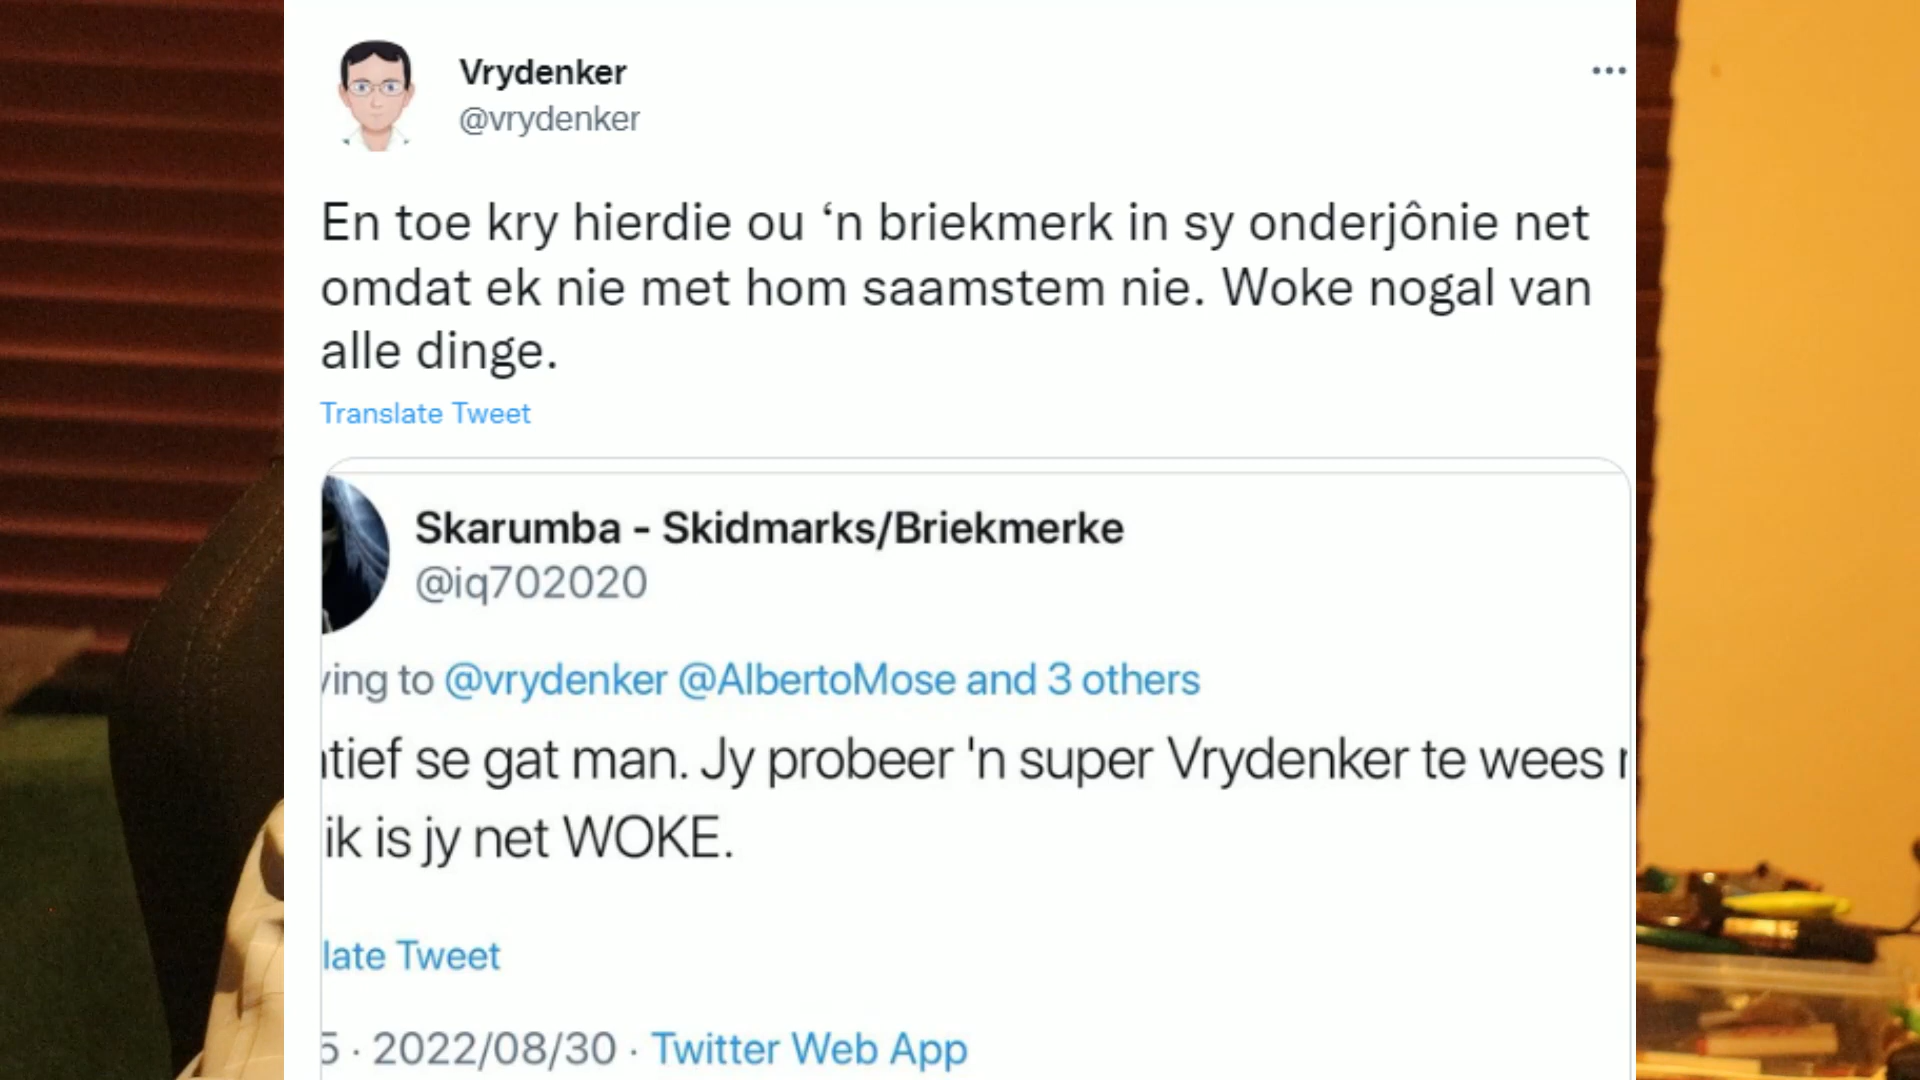 Vrydenker
@vrydenker
En toe kry hierdie ou ‘n briekmerk in sy onderjônie net
omdat ek nie met hom saamstem nie. Woke nogal van
alle dinge.
Translate Tweet
Skarumba - Skidmarks/Briekmerke
@iq702020
ying to @vrydenker @AlbertoMose and 3 others
tief se gat man. Jy probeer 'n super Vrydenker te wees
ik is jy net WOKE.
late Tweet
5 · 2022/08/30 · Twitter Web App